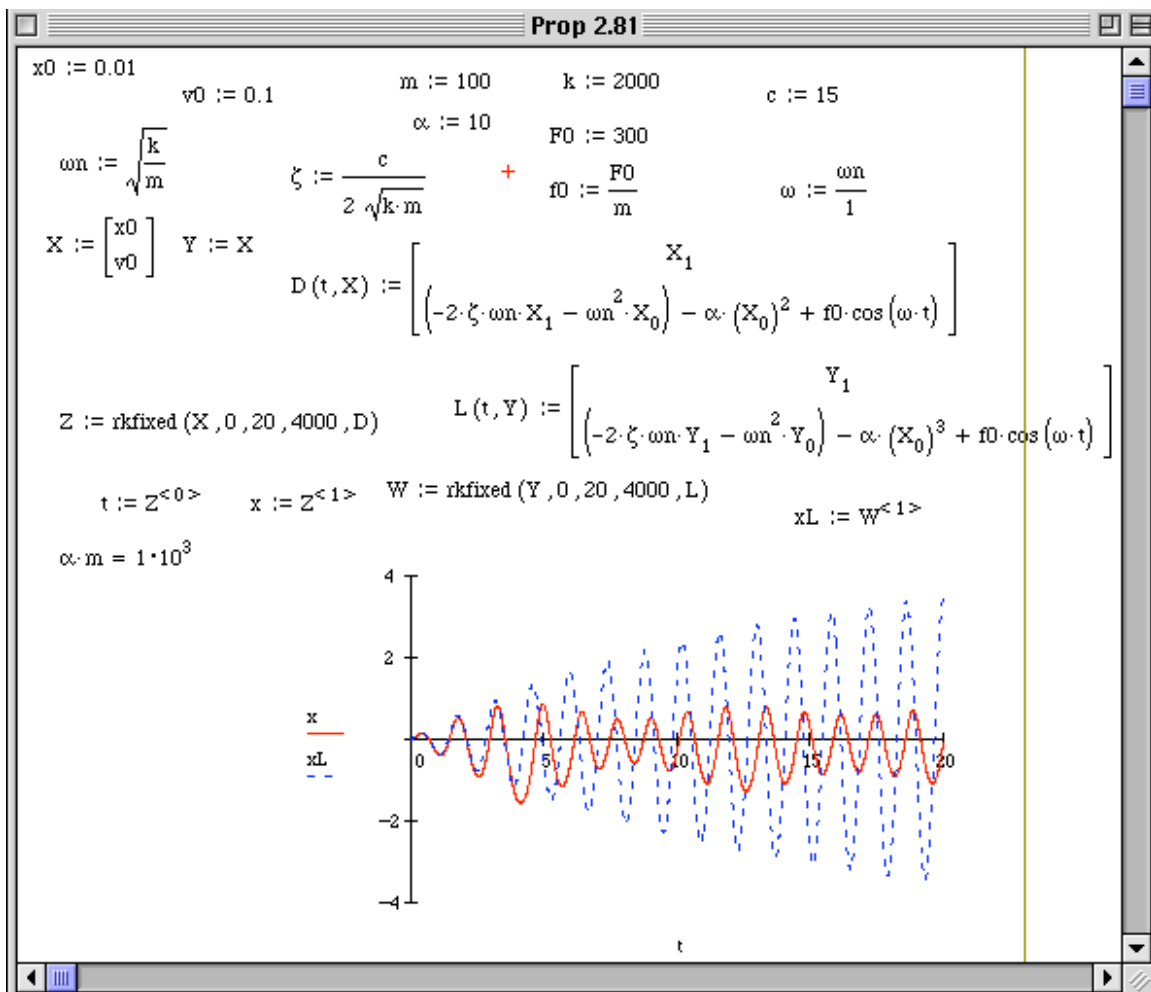 Prop 2.81
x0 := 0.01
v0 := 0.1
m := 100
k := 2000
c := 15
α := 10
F0 := 300
ωn := √(k/m)
ζ := c/(2 √(k·m))
+
f0 := F0/m
ω := ωn/1
X := [x0 v0]
Y := X
D(t,X) := [X₁ (-2·ζ·ωn·X₁ − ωn²·X₀) − α·(X₀)² + f0·cos(ω·t)]
Z := rkfixed(X,0,20,4000,D)
L(t,Y) := [Y₁ (-2·ζ·ωn·Y₁ − ωn²·Y₀) − α·(X₀)³ + f0·cos(ω·t)]
t := Z^<0>
x := Z^<1>
W := rkfixed(Y,0,20,4000,L)
xL := W^<1>
α·m = 1·10³
4
2
x
xL
0 5 10 15 20
−2
−4
t